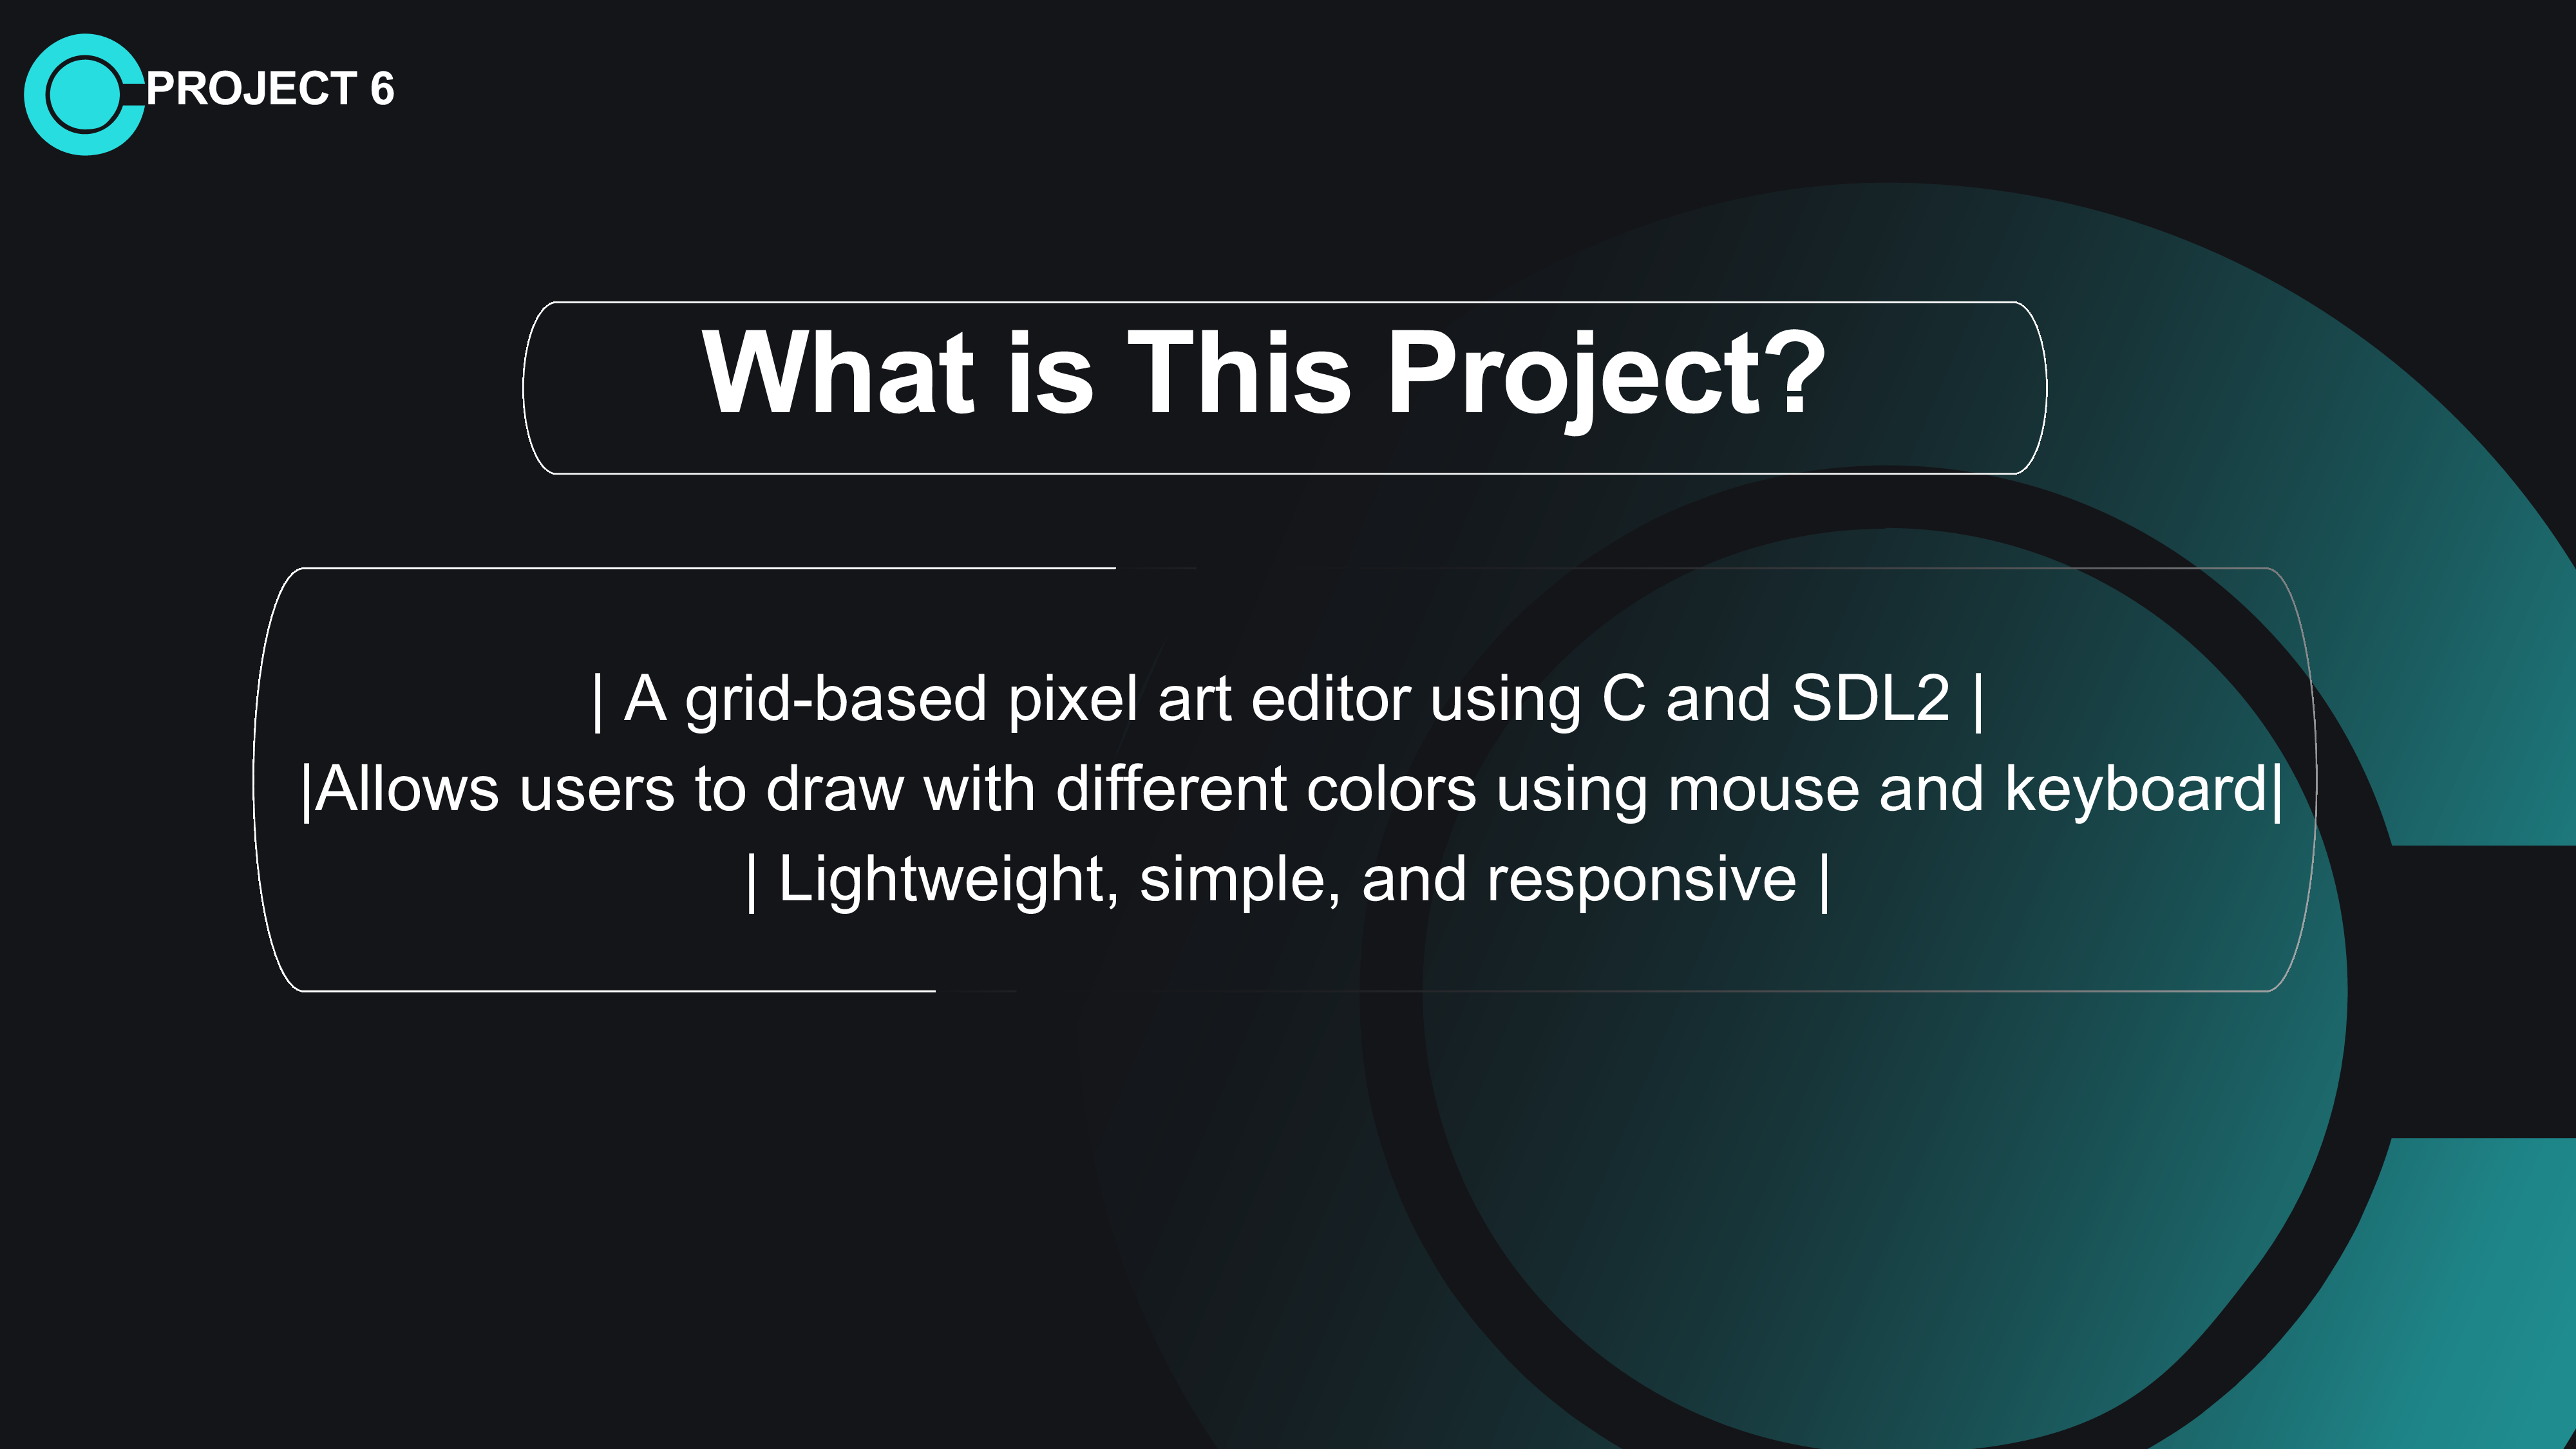 PROJECT 6
What is This Project?
| A grid-based pixel art editor using C and SDL2 |
|Allows users to draw with different colors using mouse and keyboard|
| Lightweight, simple, and responsive |